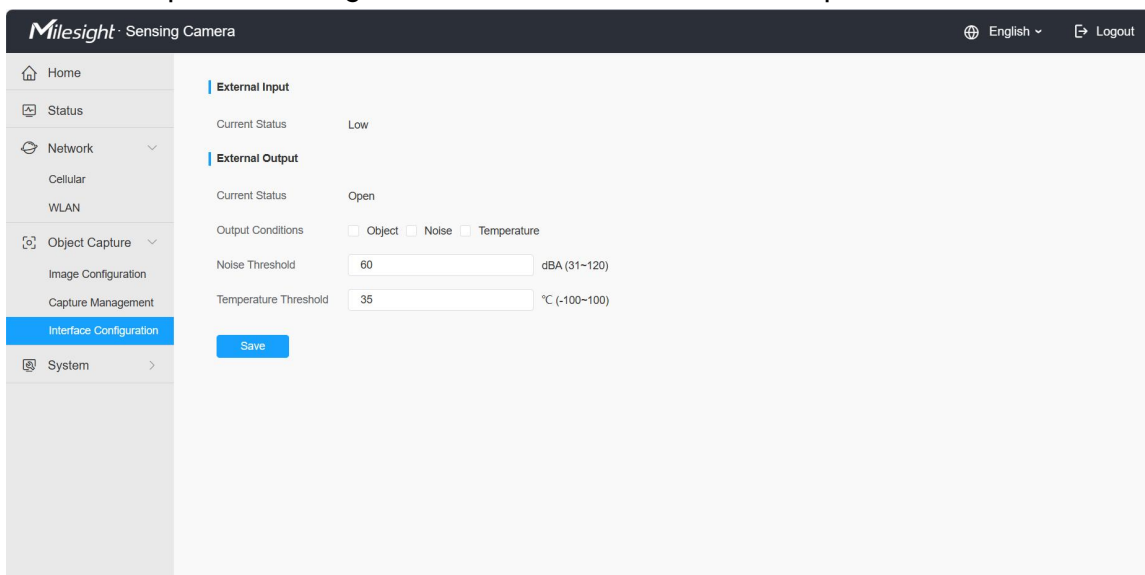 Milesight · Sensing Camera
English
Logout
Home
Status
Network
Cellular
WLAN
Object Capture
Image Configuration
Capture Management
Interface Configuration
System
External Input
Current Status Low
External Output
Current Status Open
Output Conditions Object Noise Temperature
Noise Threshold 60 dBA (31~120)
Temperature Threshold 35 ℃ (-100~100)
Save